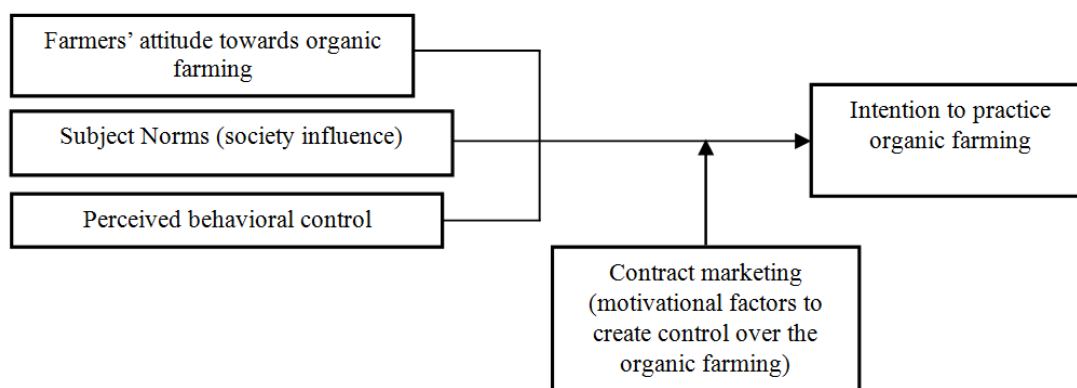 Farmers’ attitude towards organic
farming
Subject Norms (society influence)
Perceived behavioral control
Intention to practice
organic farming
Contract marketing
(motivational factors to
create control over the
organic farming)